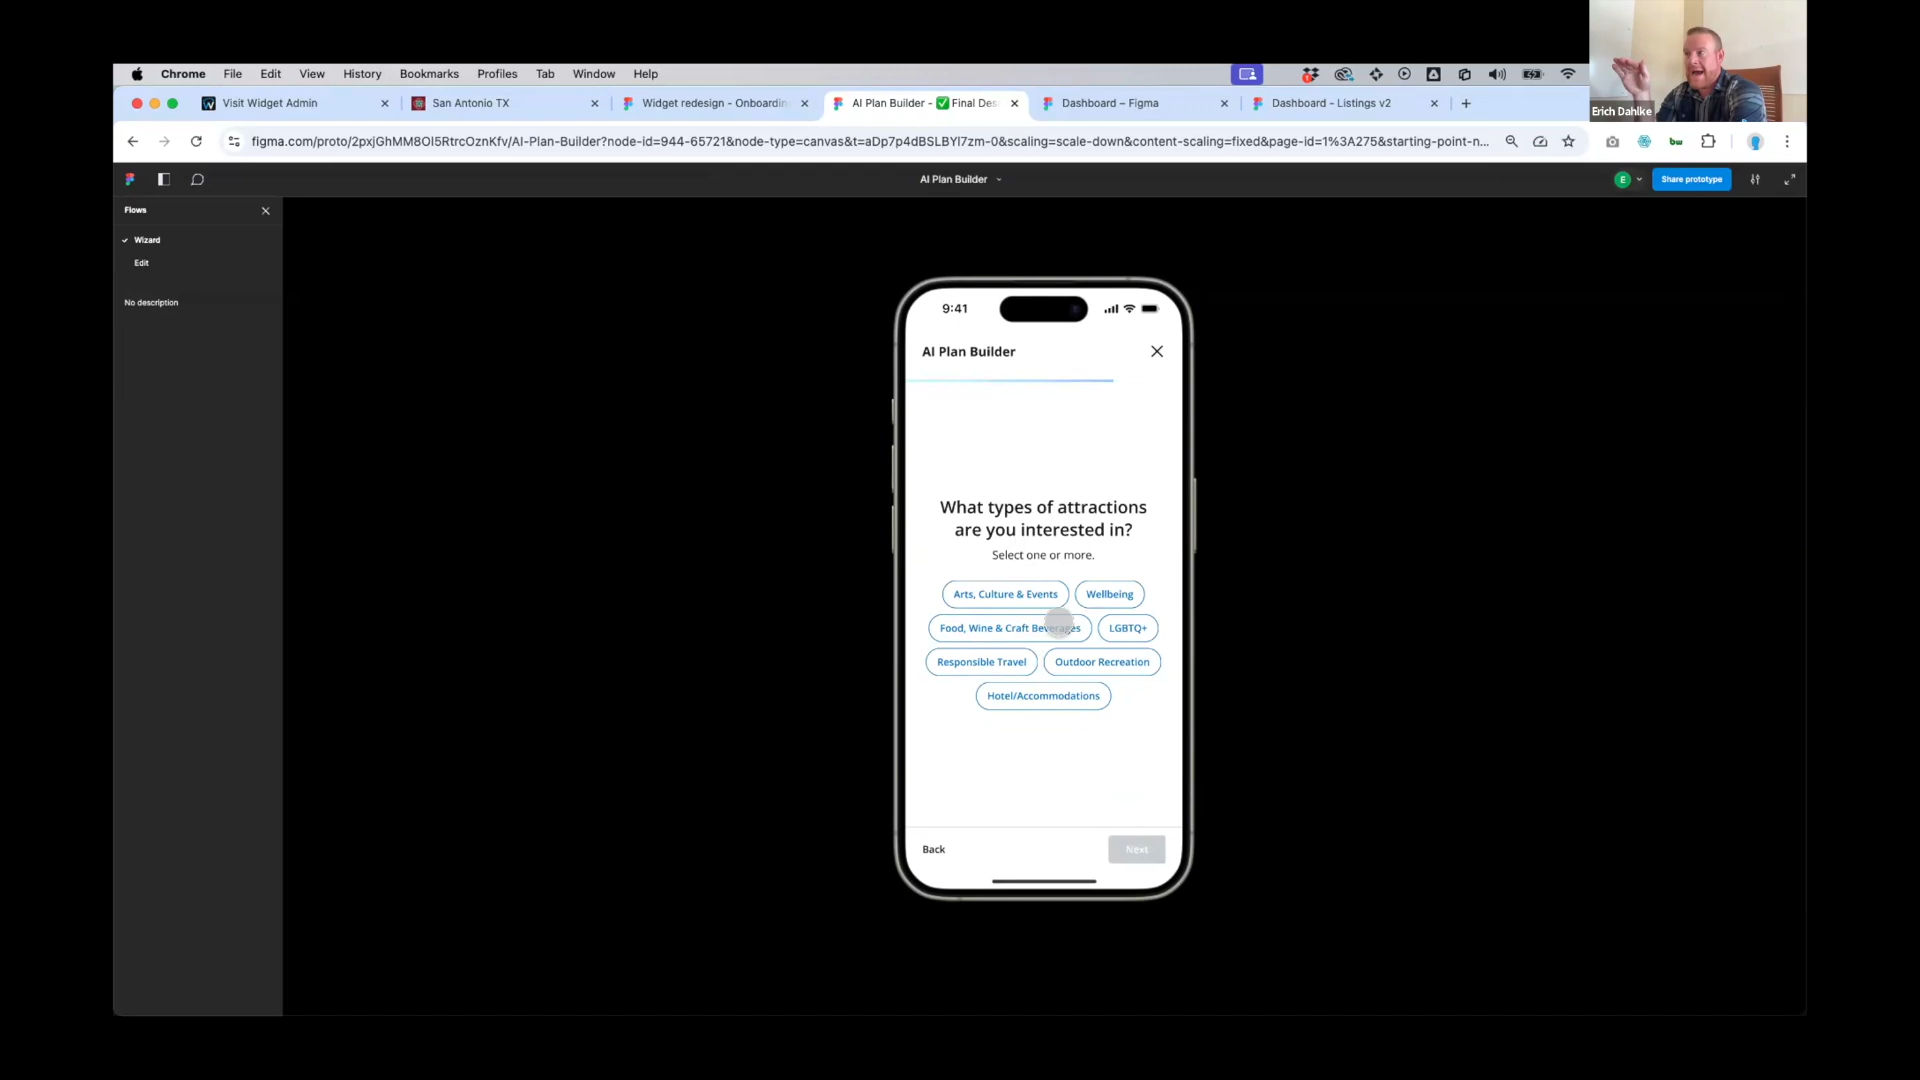 Erich Dahlke
Chrome File Edit View History Bookmarks Profiles Tab Window Help
Visit Widget Admin
San Antonio TX
Widget redesign - Onboardin
AI Plan Builder - ✅ Final Des
Dashboard – Figma
Dashboard - Listings v2
figma.com/proto/2pxjGhMM8OI5RtrcOznKfv/AI-Plan-Builder?node-id=944-65721&node-type=canvas&t=aDp7p4dBSLBYl7zm-0&scaling=scale-down&content-scaling=fixed&page-id=1%3A275&starting-point-n...
bw
AI Plan Builder
E
Share prototype
Flows
Wizard
Edit
No description
9:41
AI Plan Builder
What types of attractions
are you interested in?
Select one or more.
Arts, Culture & Events
Wellbeing
Food, Wine & Craft Beverages
LGBTQ+
Responsible Travel
Outdoor Recreation
Hotel/Accommodations
Back
Next